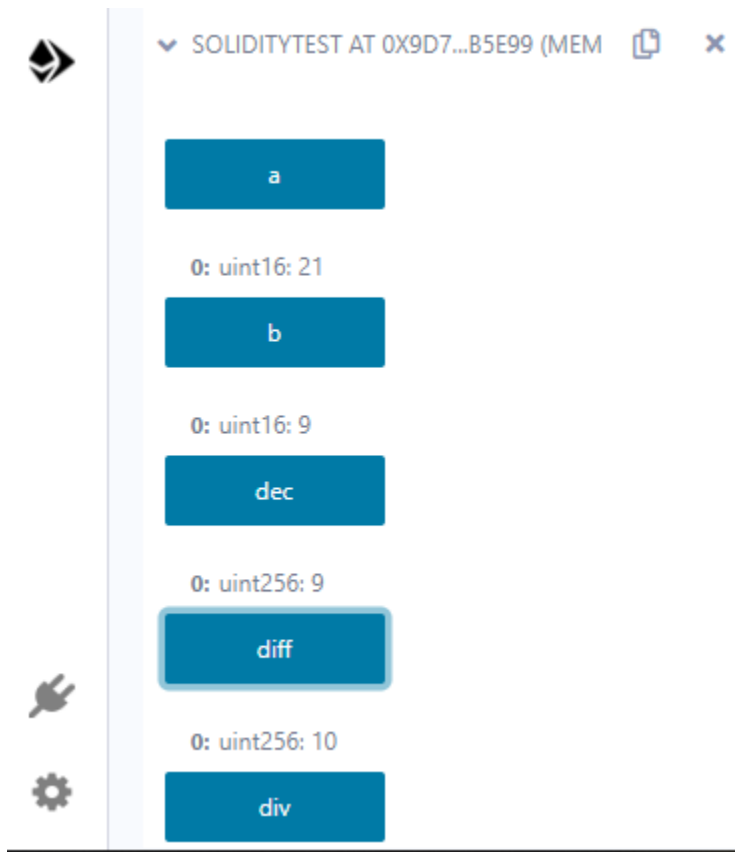 SOLIDITYTEST AT 0X9D7...B5E99 (MEM
a
0: uint16: 21
b
0: uint16: 9
dec
0: uint256: 9
diff
0: uint256: 10
div